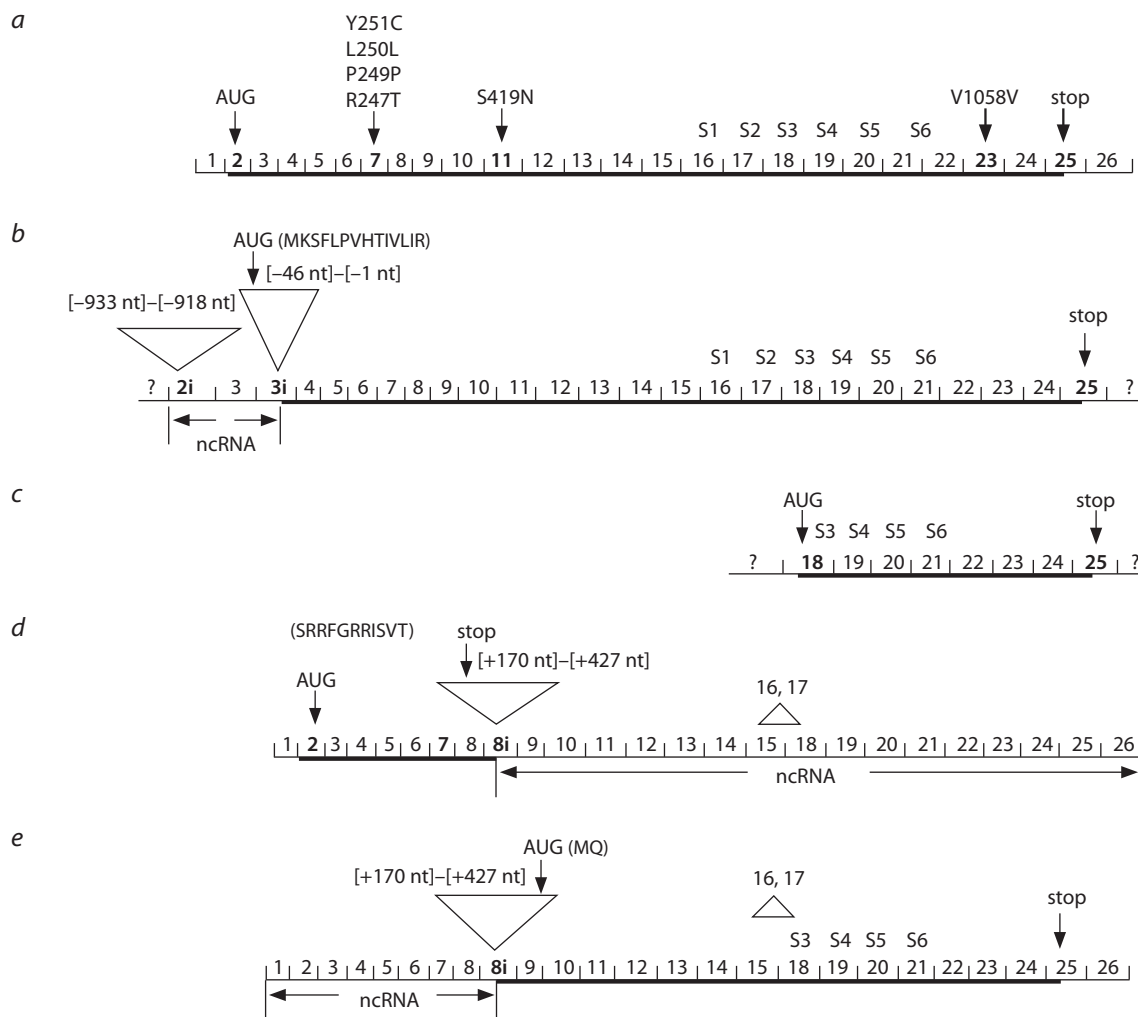 a
Y251C
L250L
P249P
AUG R247T S419N V1058V stop
S1 S2 S3 S4 S5 S6
1 2 3 4 5 6 7 8 9 10 11 12 13 14 15 16 17 18 19 20 21 22 23 24 25 26
b
AUG (MKSFLPVHTIVLIR)
[–46 nt]–[–1 nt]
[–933 nt]–[–918 nt]
stop
S1 S2 S3 S4 S5 S6
? 2i 3 3i 4 5 6 7 8 9 10 11 12 13 14 15 16 17 18 19 20 21 22 23 24 25 ?
ncRNA
c
AUG stop
S3 S4 S5 S6
? 18 19 20 21 22 23 24 25 ?
d
(SRRFGRRISVT) stop
[+170 nt]–[+427 nt]
AUG 16, 17
1 2 3 4 5 6 7 8 8i 9 10 11 12 13 14 15 18 19 20 21 22 23 24 25 26
ncRNA
e
AUG (MQ)
[+170 nt]–[+427 nt] 16, 17
stop
S3 S4 S5 S6
1 2 3 4 5 6 7 8 8i 9 10 11 12 13 14 15 18 19 20 21 22 23 24 25 26
ncRNA